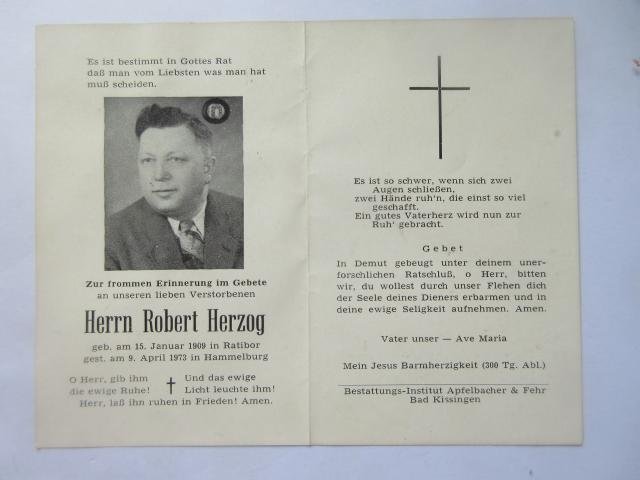 Es ist bestimmt in Gottes Rat
daß man vom Liebsten was man hat
muß scheiden.
Zur frommen Erinnerung im Gebete
an unseren lieben Verstorbenen
Herrn Robert Herzog
geb. am 15. Januar 1909 in Ratibor
gest. am 9. April 1973 in Hammelburg
O Herr, gib ihm
die ewige Ruhe!
Und das ewige
Licht leuchte ihm!
Herr, laß ihn ruhen in Frieden! Amen.
Es ist so schwer, wenn sich zwei
Augen schließen,
zwei Hände ruh'n, die einst so viel
geschafft.
Ein gutes Vaterherz wird nun zur
Ruh' gebracht.
Gebet
In Demut gebeugt unter deinem uner-
forschlichen Ratschluß, o Herr, bitten
wir, du wollest durch unser Flehen dich
der Seele deines Dieners erbarmen und in
deine ewige Seligkeit aufnehmen. Amen.
Vater unser — Ave Maria
Mein Jesus Barmherzigkeit (300 Tg. Abl.)
Bestattungs-Institut Apfelbacher & Fehr
Bad Kissingen